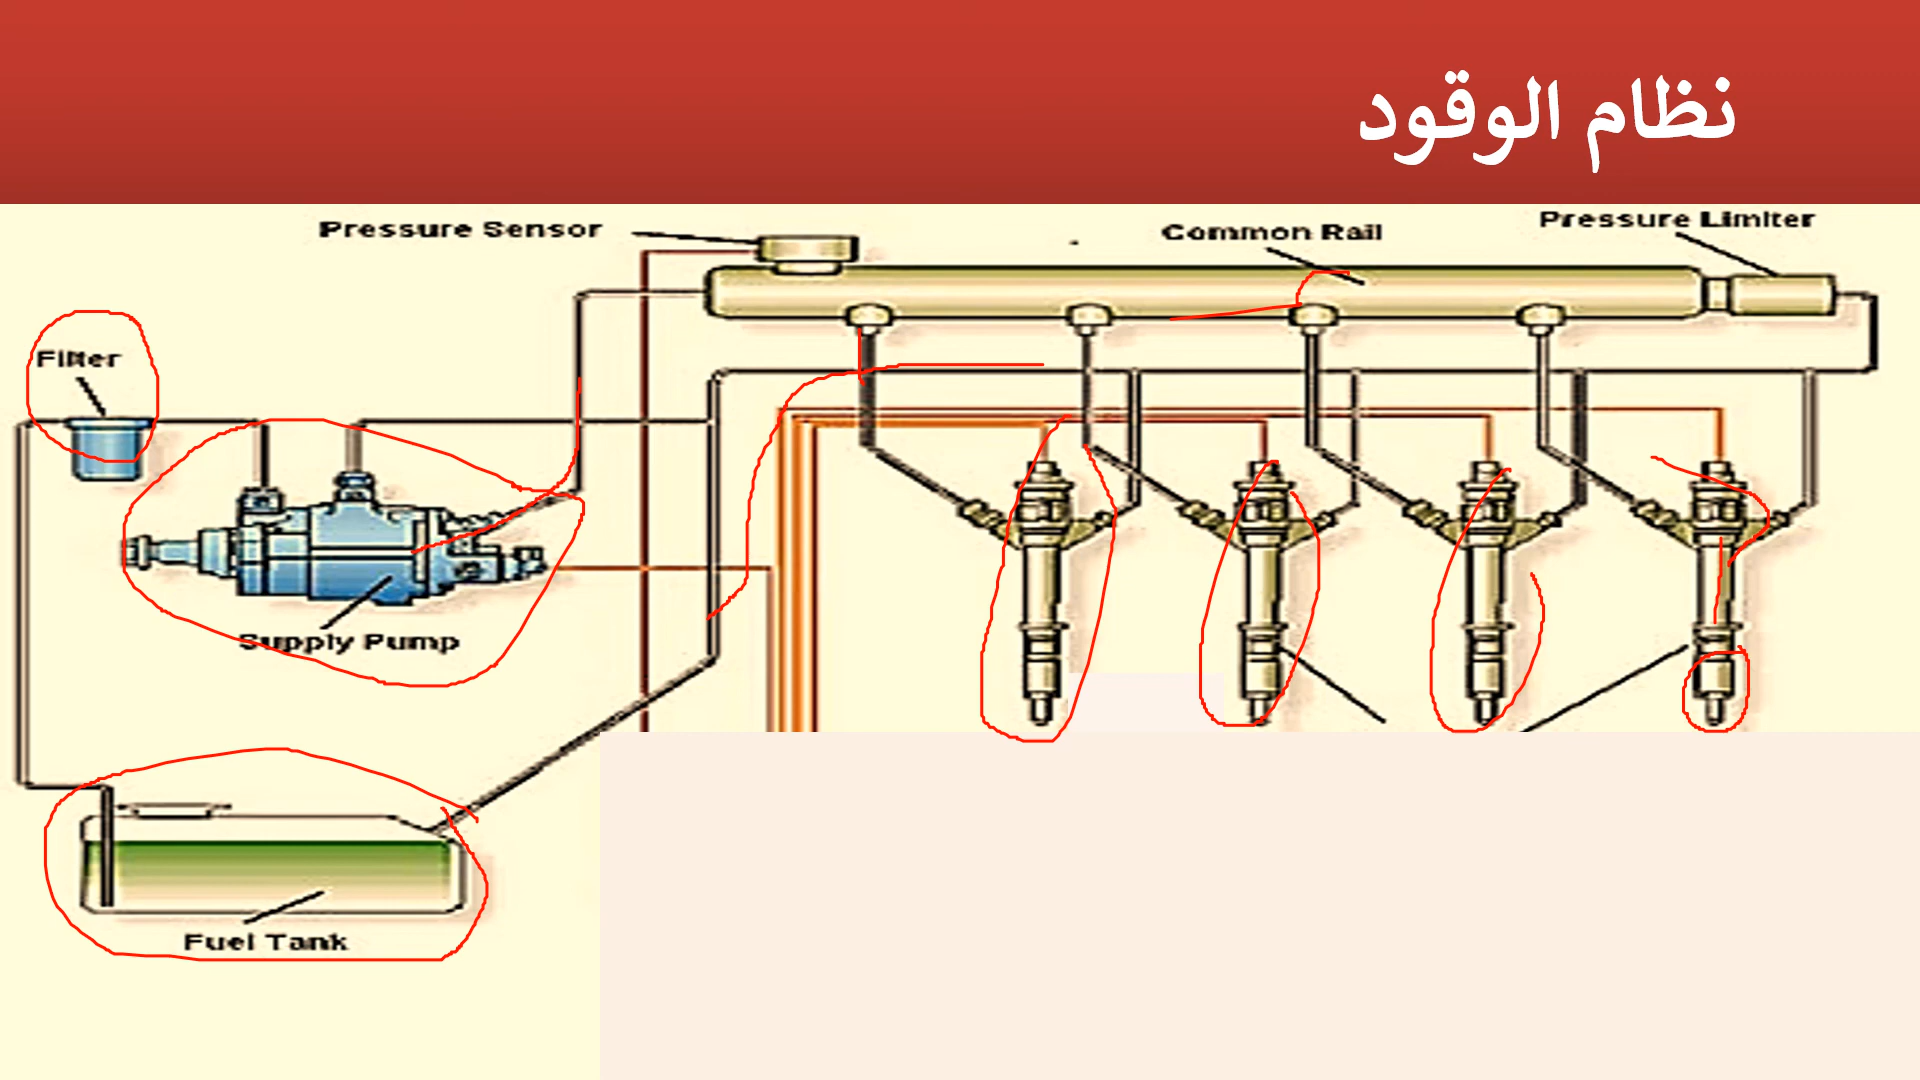 نظام الوقود
Pressure Sensor
Common Rail
Pressure Limiter
Filter
Supply Pump
Fuel Tank